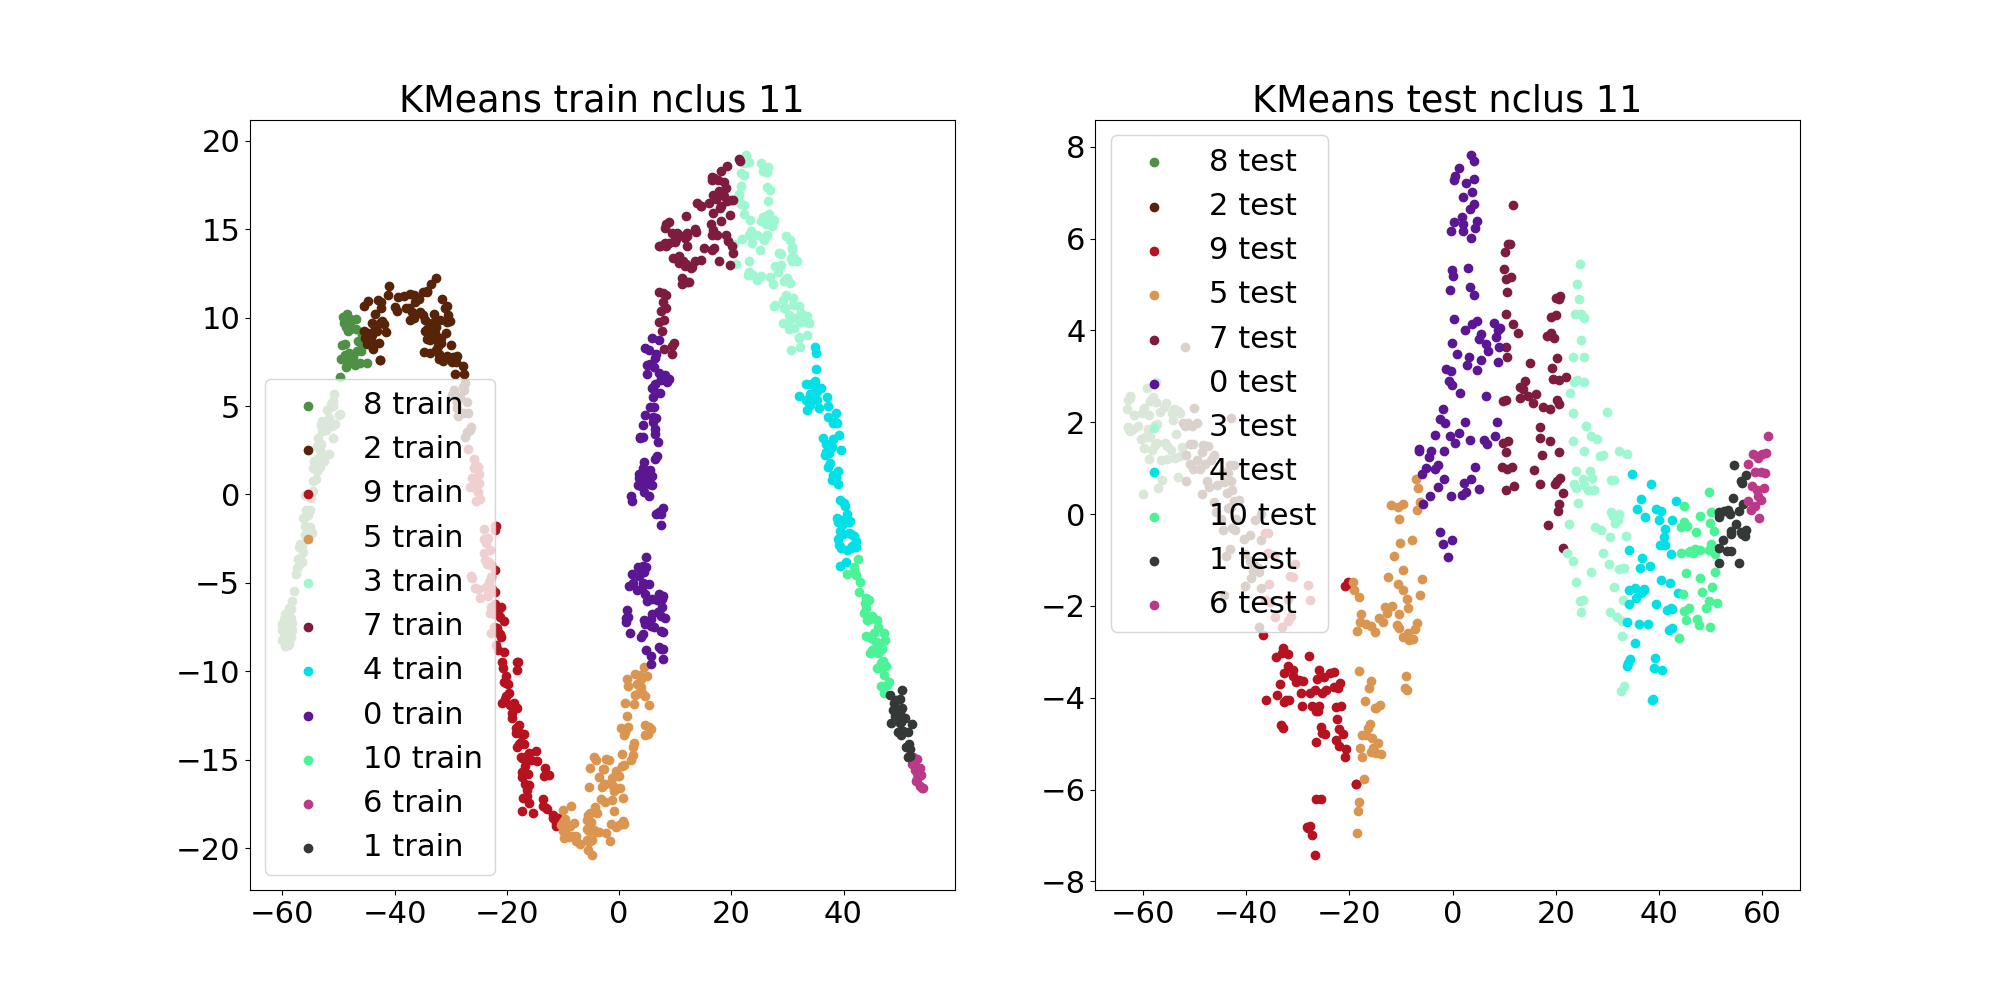 KMeans train nclus 11
20
15
10
5
0
−5
−10
−15
−20
8 train
2 train
9 train
5 train
3 train
7 train
4 train
0 train
10 train
6 train
1 train
−60 −40 −20 0 20 40
KMeans test nclus 11
8
6
4
2
0
−2
−4
−6
−8
8 test
2 test
9 test
5 test
7 test
0 test
3 test
4 test
10 test
1 test
6 test
−60 −40 −20 0 20 40 60